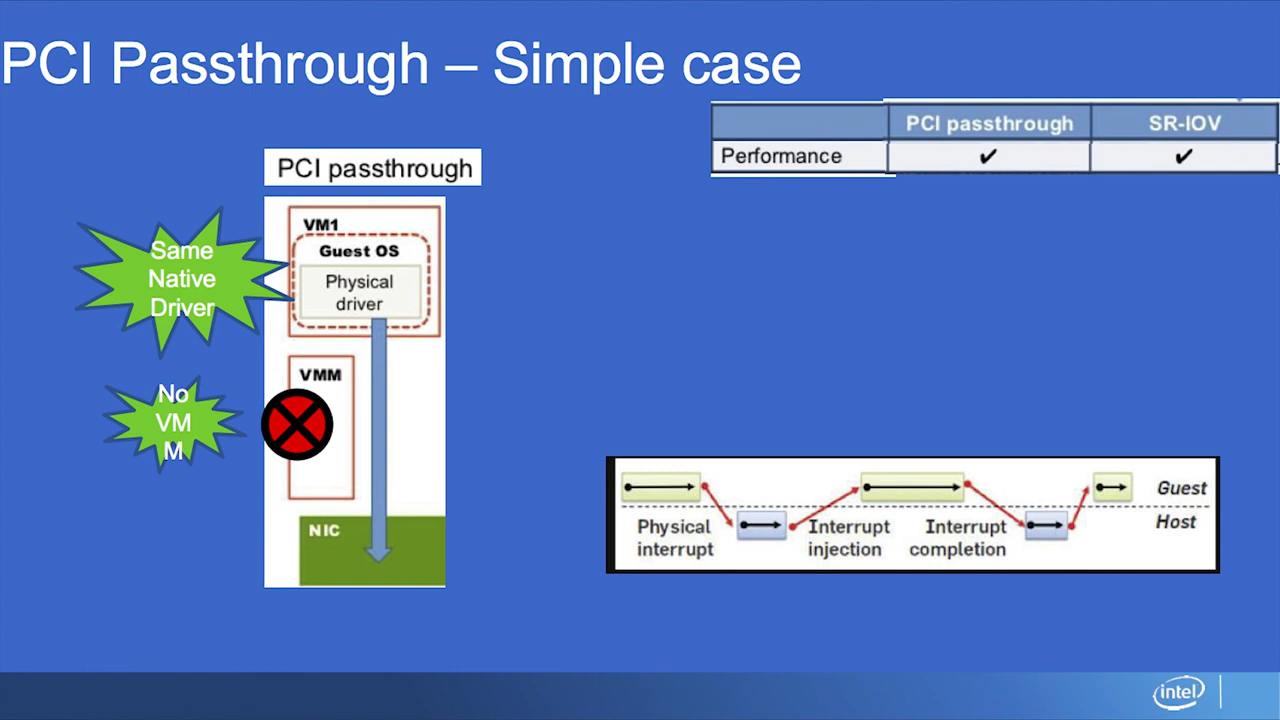 PCI Passthrough – Simple case
PCI passthrough SR-IOV
Performance ✔ ✔
PCI passthrough
Same
Native
Driver
VM1
Guest OS
Physical
driver
No
VM
M
VMM
NIC
Guest
Host
Physical
interrupt
Interrupt
injection
Interrupt
completion
intel